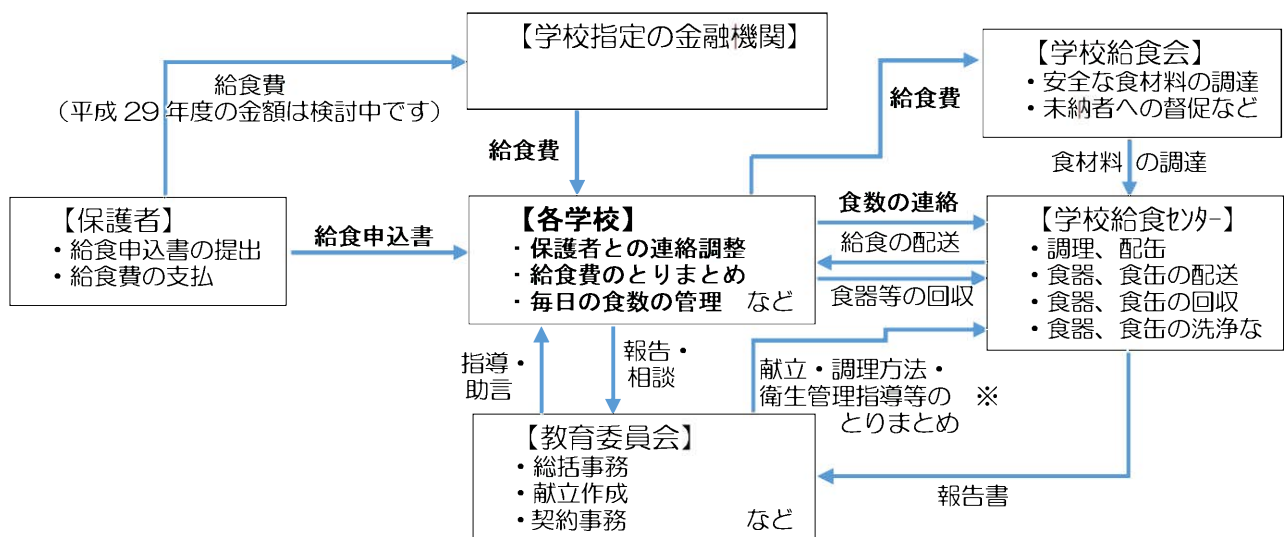 【学校指定の金融機関】
給食費
（平成 29 年度の金額は検討中です）
給食費
給食費
【学校給食会】
・安全な食材料の調達
・未納者への督促など
食材料 の調達
【保護者】
・給食申込書の提出
・給食費の支払
給食申込書
【各学校】
・保護者との連絡調整
・給食費のとりまとめ
・毎日の食数の管理 など
食数の連絡
給食の配送
食器等の回収
【学校給食ｾﾝﾀｰ】
・調理、配缶
・食器、食缶の配送
・食器、食缶の回収
・食器、食缶の洗浄な
指導・
助言
報告・
相談
献立・調理方法・
衛生管理指導等の ※
とりまとめ
【教育委員会】
・総括事務
・献立作成
・契約事務 など
報告書